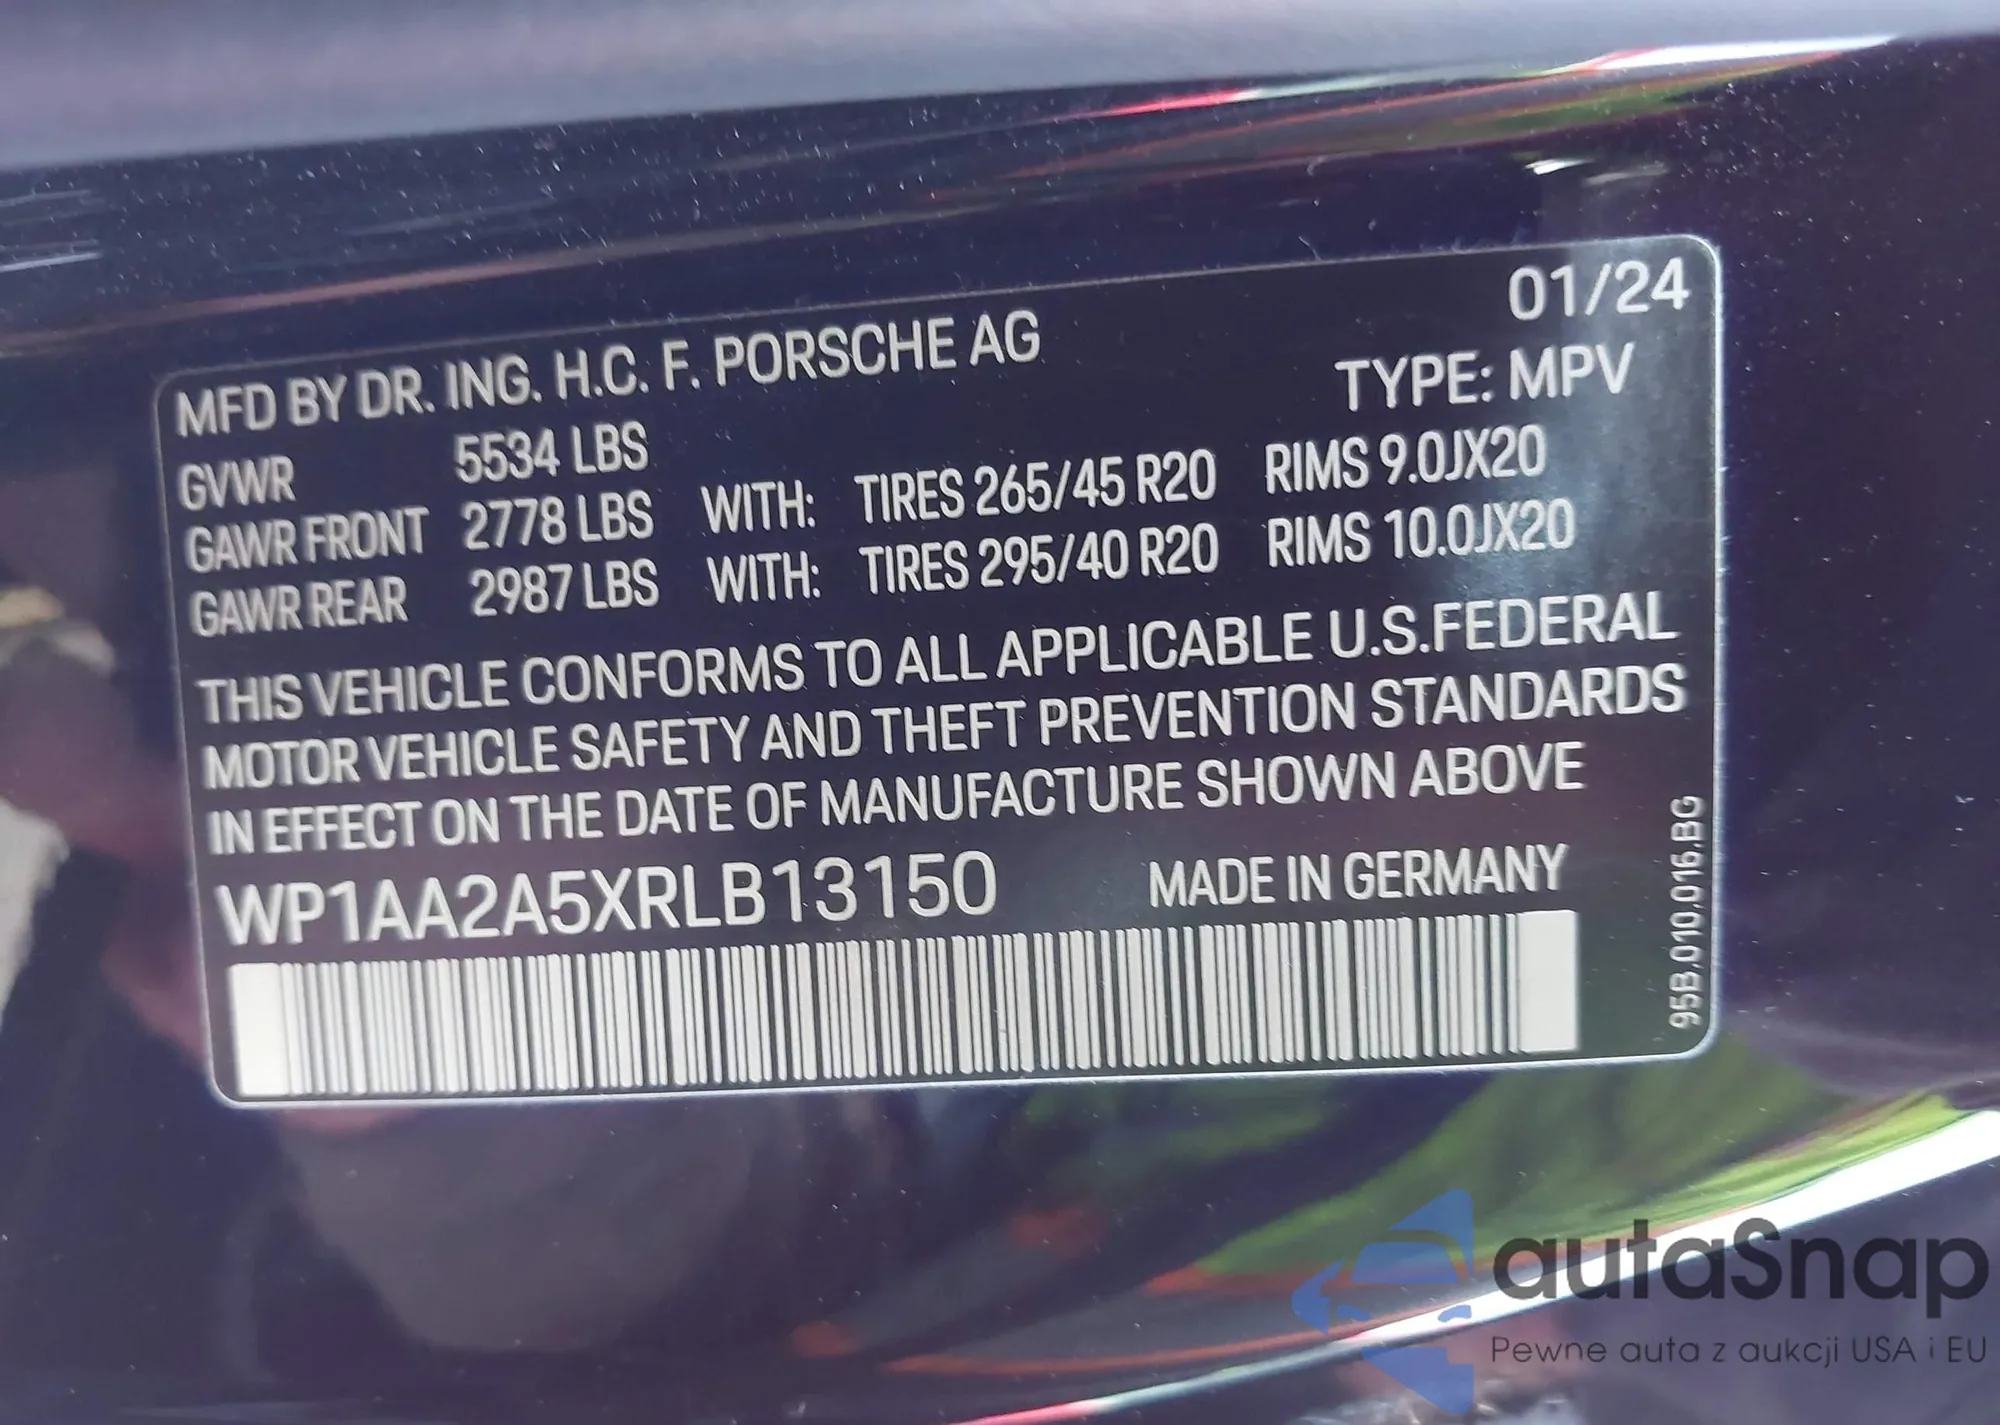 01/24
MFD BY DR. ING. H.C. F. PORSCHE AG
TYPE: MPV
GVWR 5534 LBS
GAWR FRONT 2778 LBS WITH: TIRES 265/45 R20 RIMS 9.0JX20
GAWR REAR 2987 LBS WITH: TIRES 295/40 R20 RIMS 10.0JX20
THIS VEHICLE CONFORMS TO ALL APPLICABLE U.S.FEDERAL
MOTOR VEHICLE SAFETY AND THEFT PREVENTION STANDARDS
IN EFFECT ON THE DATE OF MANUFACTURE SHOWN ABOVE
WP1AA2A5XRLB13150 MADE IN GERMANY
95B.010.016.BG
autaSnap
Pewne auta z aukcji USA i EU